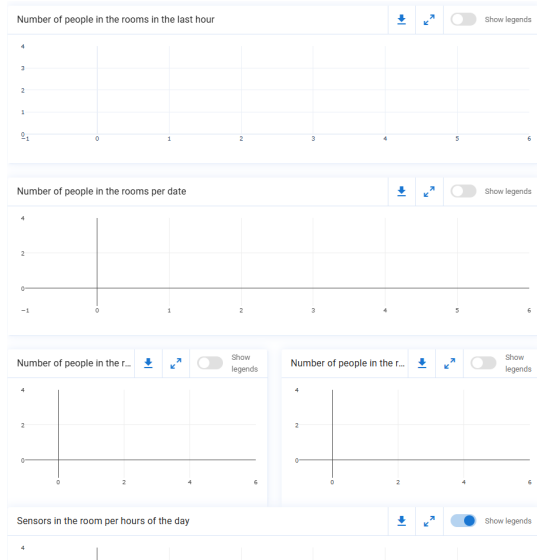 Number of people in the rooms in the last hour
Show legends
4
3
2
1
0
−1 0 1 2 3 4 5 6
Number of people in the rooms per date
Show legends
4
2
0
−1 0 1 2 3 4 5 6
Number of people in the r...
Show
legends
4
2
0
0 2 4 6
Number of people in the r...
Show
legends
4
2
0
0 2 4 6
Sensors in the room per hours of the day
Show legends
4